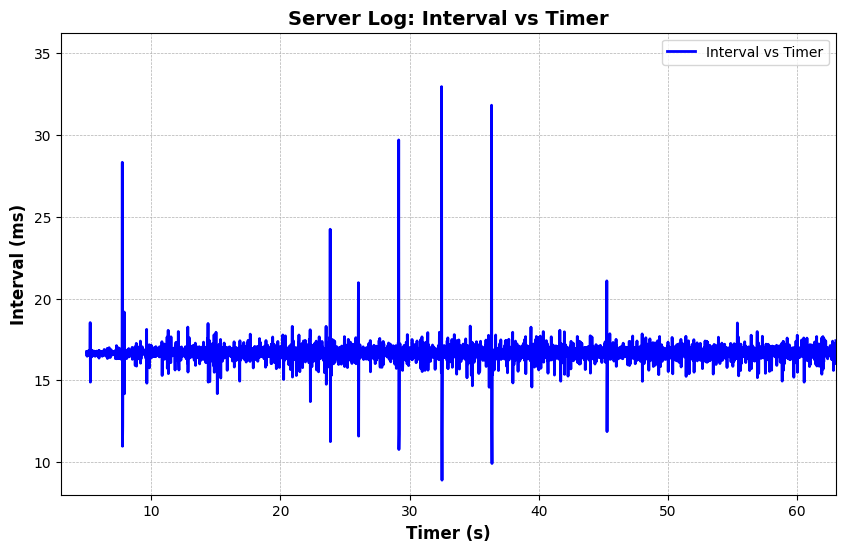 Server Log: Interval vs Timer
Interval vs Timer
35
30
25
20
15
10
Interval (ms)
10 20 30 40 50 60
Timer (s)